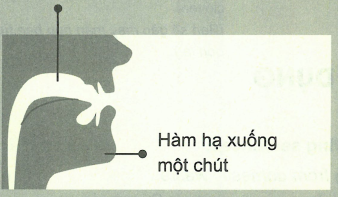 Hàm hạ xuống
một chút